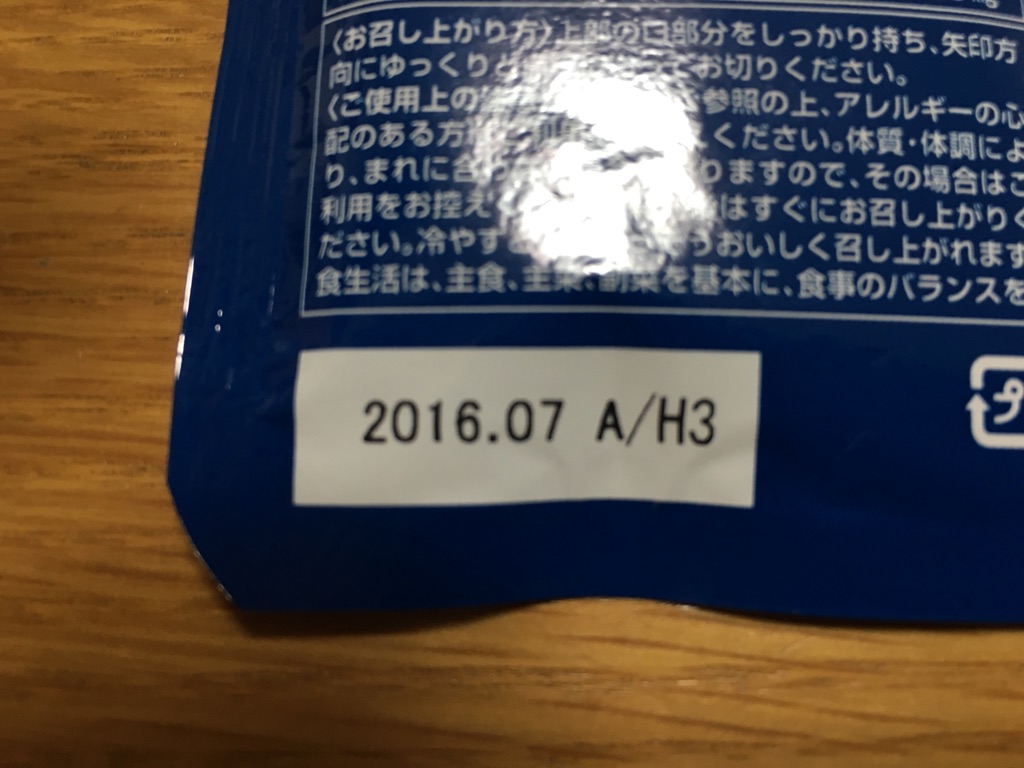 〈お召し上がり方〉上部の口部分をしっかり持ち、矢印方
向にゆっくりと お切りください。
〈ご使用上の 参照の上、アレルギーの心
配のある方は ください。体質・体調によ
り、まれに合わ りますので、その場合はご
利用をお控え はすぐにお召し上がりく
ださい。冷やす おいしく召し上がれます
食生活は、主食、主菜、副菜を基本に、食事のバランスを
2016.07 A/H3
プ